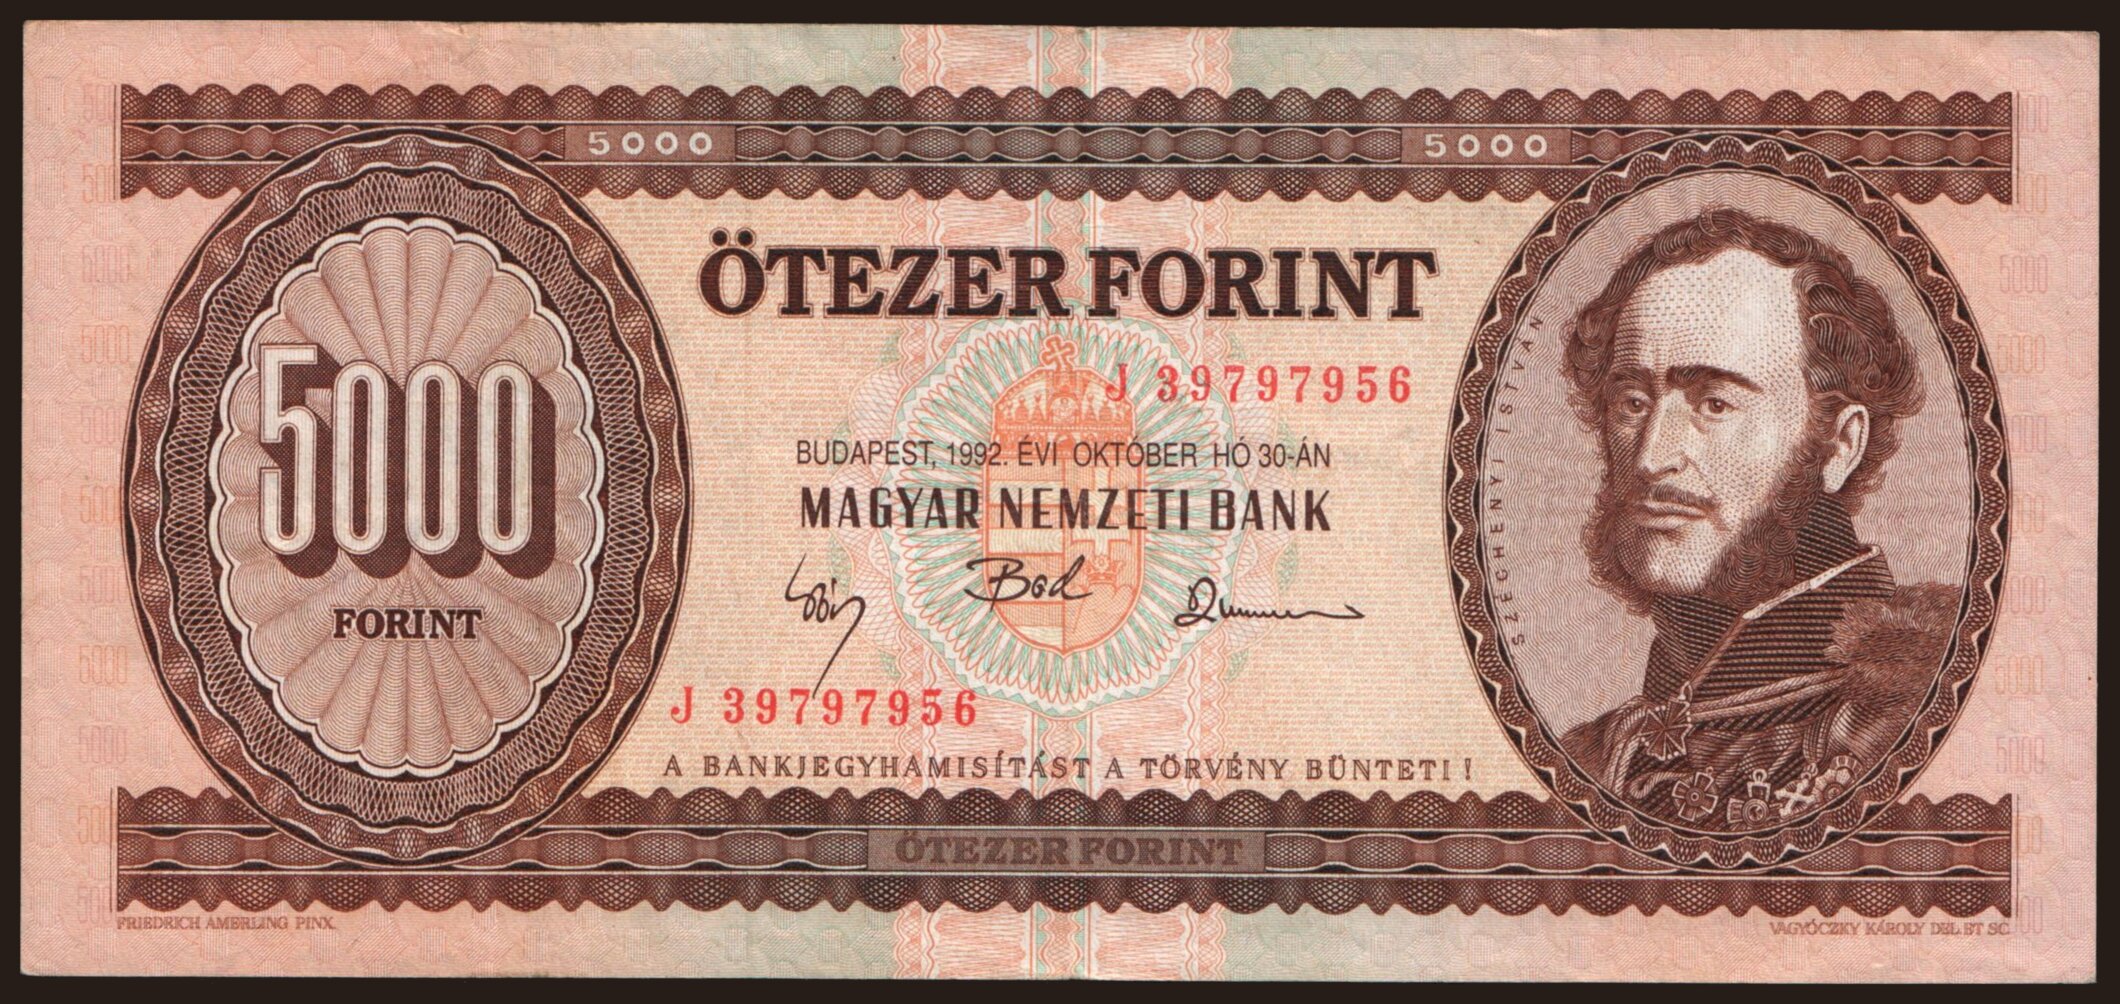 5000 5000
ÖTEZER FORINT
5000
FORINT
J 39797956
BUDAPEST, 1992. ÉVI OKTÓBER HÓ 30-ÁN
MAGYAR NEMZETI BANK
SZÉCHENYI ISTVÁN
J 39797956
A BANKJEGYHAMISÍTÁST A TÖRVÉNY BÜNTETI !
ÖTEZER FORINT
FRIEDRICH AMERLING PINX.
VAGYÓCZKY KÁROLY DEL.ET SC.